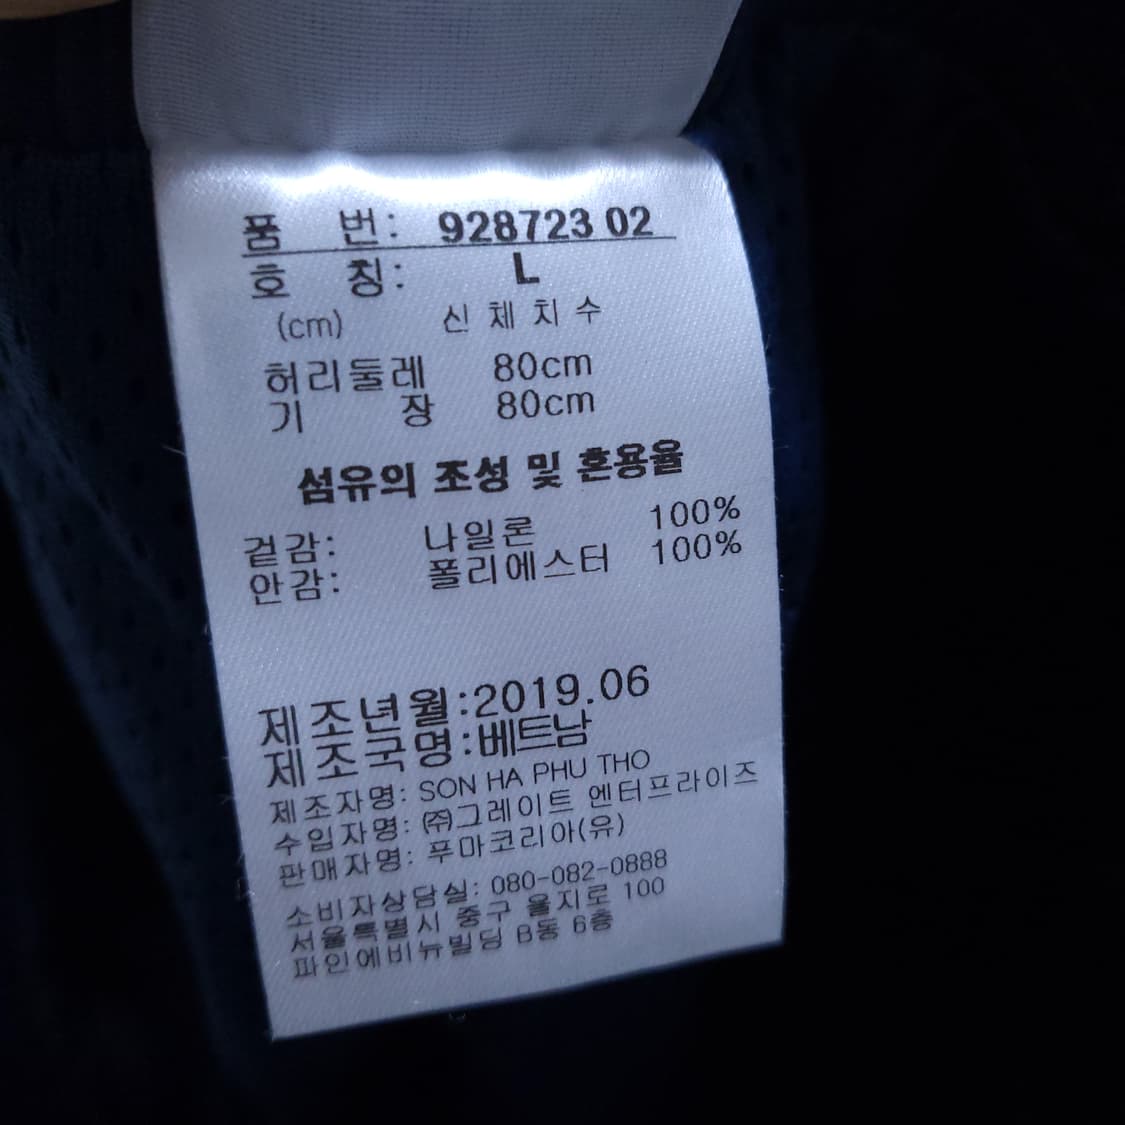 품 번: 928723 02
호 칭: L
(cm) 신체치수
허리둘레 80cm
기 장 80cm
섬유의 조성 및 혼용율
겉감: 나일론 100%
안감: 폴리에스터 100%
제조년월:2019.06
제조국명:베트남
제조자명: SON HA PHU THO
수입자명: ㈜그레이트 엔터프라이즈
판매자명: 푸마코리아(유)
소비자상담실: 080-082-0888
서울특별시 중구 을지로 100
파인에비뉴빌딩 B동 6층